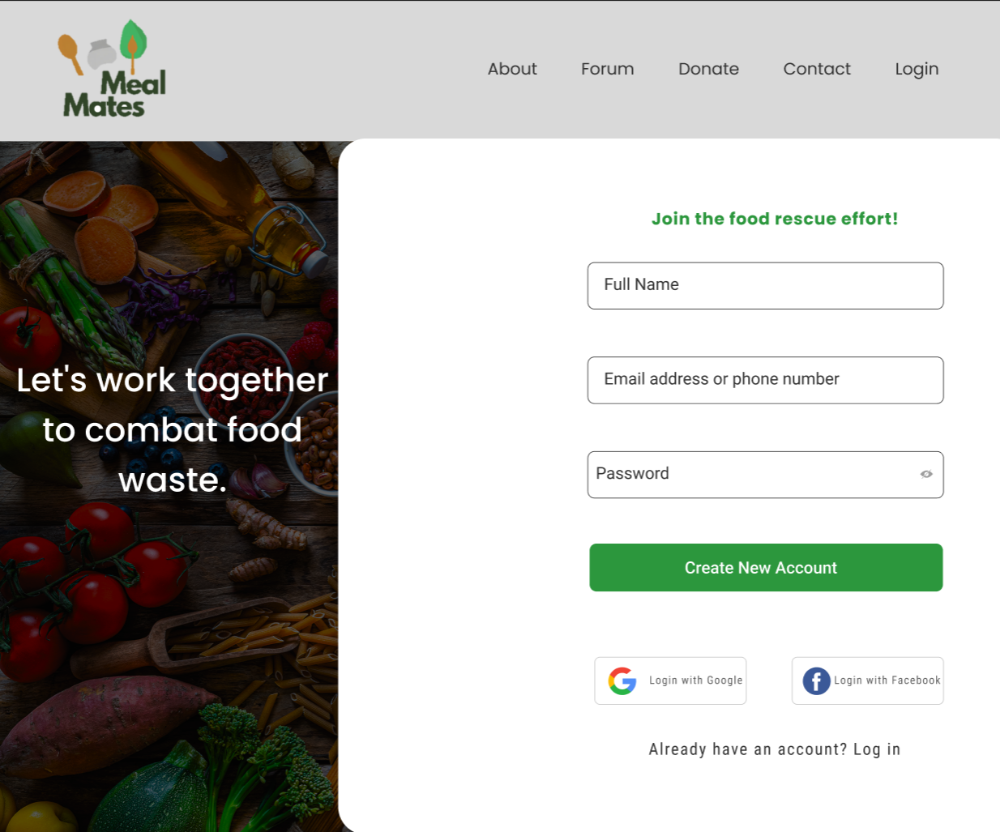 Meal
Mates
About
Forum
Donate
Contact
Login
Let's work together
to combat food
waste.
Join the food rescue effort!
Full Name
Email address or phone number
Password
Create New Account
Login with Google
Login with Facebook
Already have an account? Log in